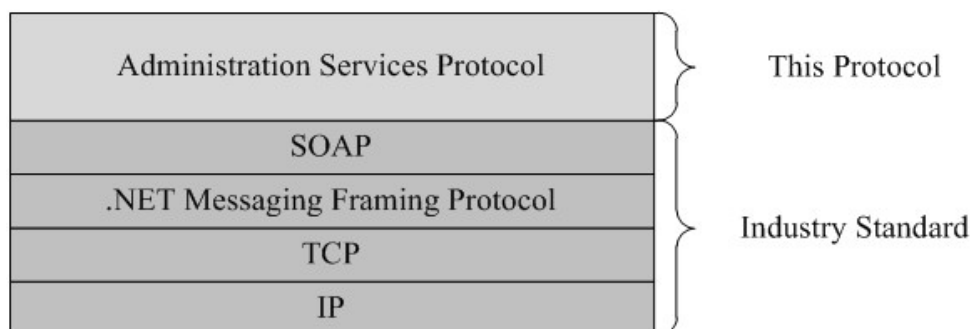 Administration Services Protocol
This Protocol
SOAP
.NET Messaging Framing Protocol
Industry Standard
TCP
IP